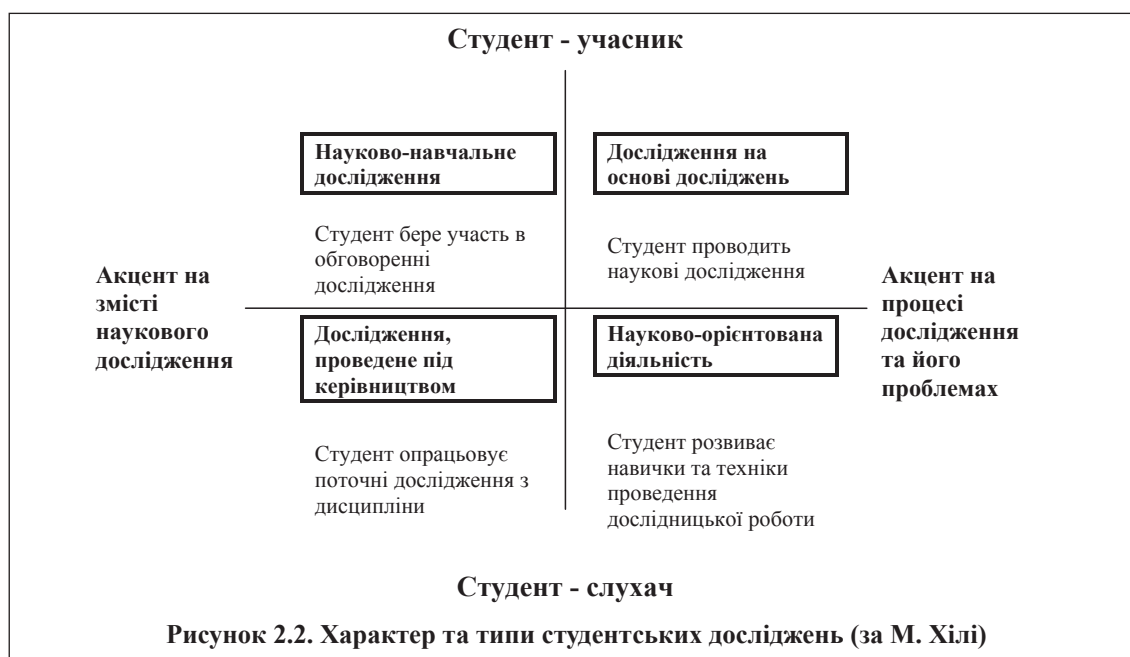 Студент - учасник
Науково-навчальне
дослідження
Дослідження на
основі досліджень
Студент бере участь в
обговоренні
дослідження
Студент проводить
наукові дослідження
Акцент на
змісті
наукового
дослідження
Акцент на
процесі
дослідження
та його
проблемах
Дослідження,
проведене під
керівництвом
Науково-орієнтована
діяльність
Студент опрацьовує
поточні дослідження з
дисципліни
Студент розвиває
навички та техніки
проведення
дослідницької роботи
Студент - слухач
Рисунок 2.2. Характер та типи студентських досліджень (за М. Хілі)